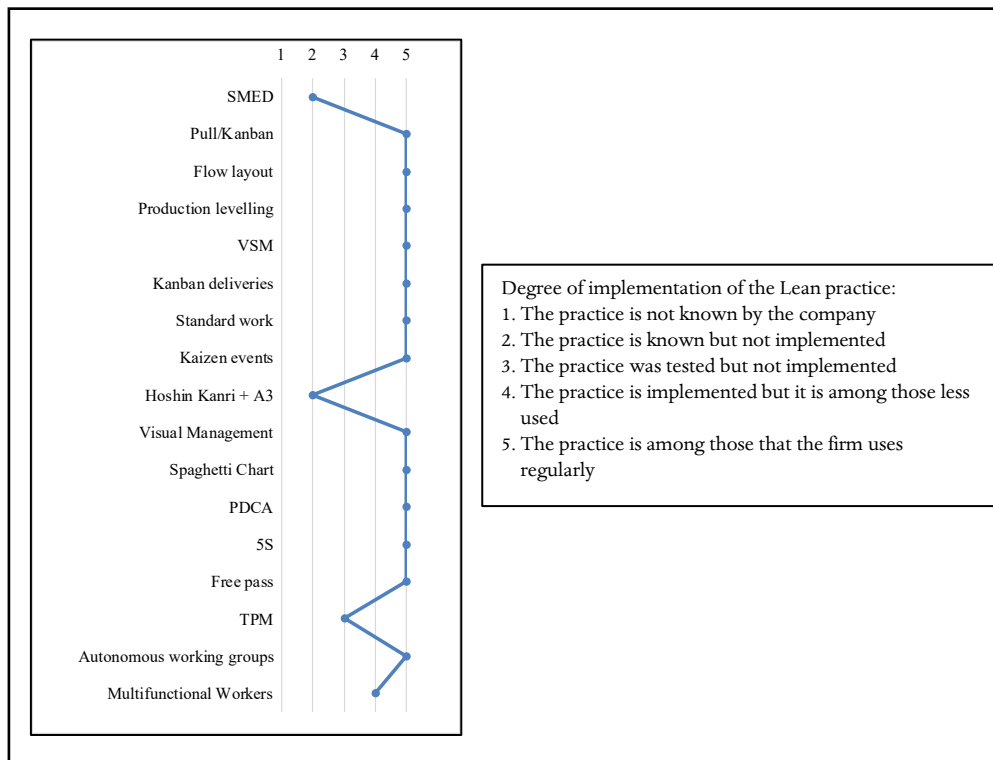 1 2 3 4 5
SMED
Pull/Kanban
Flow layout
Production levelling
VSM
Kanban deliveries
Standard work
Kaizen events
Hoshin Kanri + A3
Visual Management
Spaghetti Chart
PDCA
5S
Free pass
TPM
Autonomous working groups
Multifunctional Workers
Degree of implementation of the Lean practice:
1. The practice is not known by the company
2. The practice is known but not implemented
3. The practice was tested but not implemented
4. The practice is implemented but it is among those less
used
5. The practice is among those that the firm uses
regularly